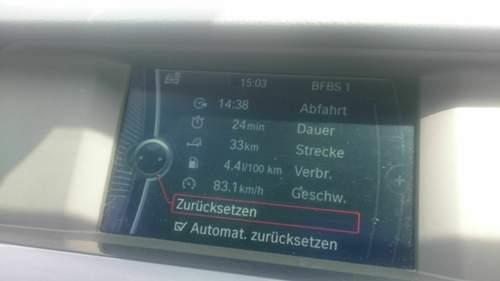 15:03 BFBS 1
14:38 Abfahrt
24min Dauer
33km Strecke
4.4l/100 km Verbr.
83.1km/h Geschw.
Zurücksetzen
Automat. zurücksetzen